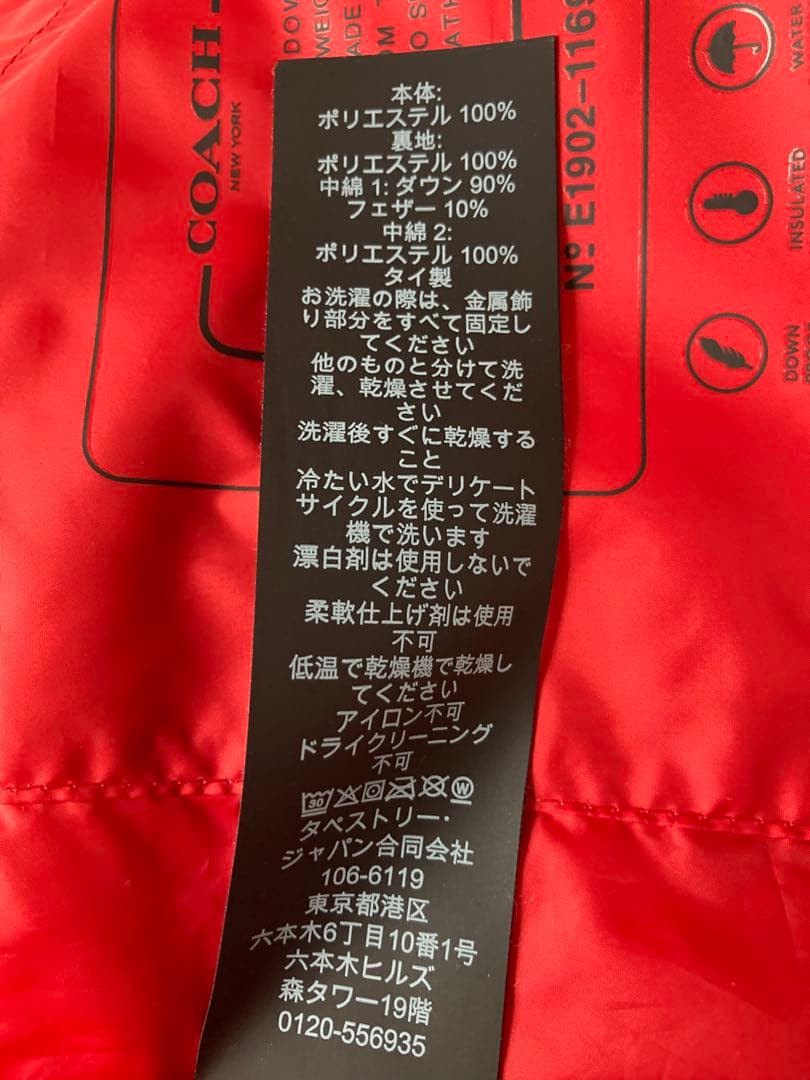 本体:
ポリエステル 100%
裏地:
ポリエステル 100%
中綿 1: ダウン 90%
フェザー 10%
中綿 2:
ポリエステル 100%
タイ製
お洗濯の際は、金属飾
り部分をすべて固定し
てください
他のものと分けて洗
濯、乾燥させてくだ
さい
洗濯後すぐに乾燥する
こと
冷たい水でデリケート
サイクルを使って洗濯
機で洗います
漂白剤は使用しないで
ください
柔軟仕上げ剤は使用
不可
低温で乾燥機で乾燥し
てください
アイロン不可
ドライクリーニング
不可
30 W
タペストリー・
ジャパン合同会社
106-6119
東京都港区
六本木6丁目10番1号
六本木ヒルズ
森タワー19階
0120-556935
COACH
NEW YORK
Nº E1902-1169
WATER
INSULATED
DOWN